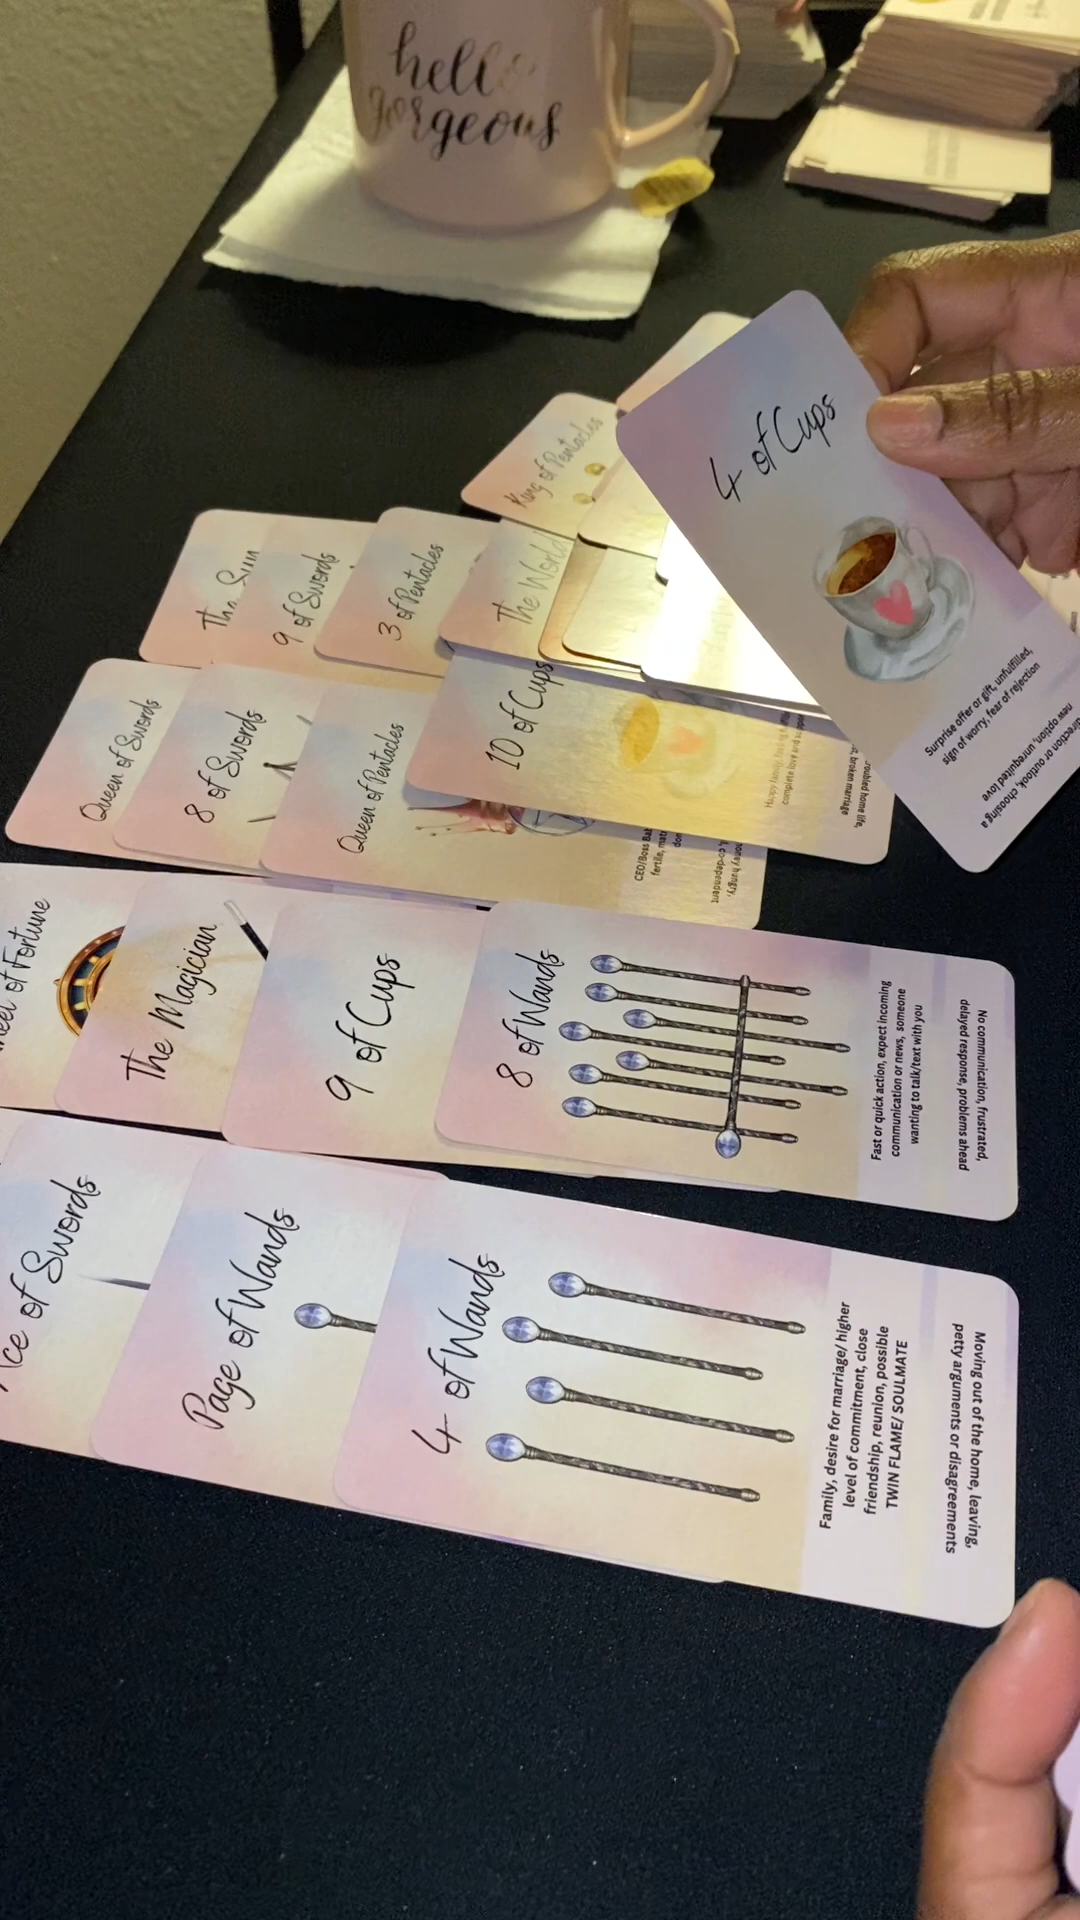 hello
gorgeous
4 of Cups
Surprise offer or gift, unfulfilled,
sign of worry, fear of rejection
direction or outlook, choosing a
new option, unrequited love
King of Pentacles
The Sun
9 of Swords
3 of Pentacles
The World
Queen of Swords
8 of Swords
Queen of Pentacles
CEO/Boss
fertile,
hungry,
co-dependent
10 of Cups
Happy family,
complete love and
troubled home life,
broken marriage
of Fortune
The Magician
9 of Cups
8 of Wands
Fast or quick action, expect incoming
communication or news, someone
wanting to talk/text with you
No communication, frustrated,
delayed response, problems ahead
Ace of Swords
Page of Wands
4 of Wands
Family, desire for marriage/ higher
level of commitment, close
friendship, reunion, possible
TWIN FLAME/ SOULMATE
Moving out of the home, leaving,
petty arguments or disagreements